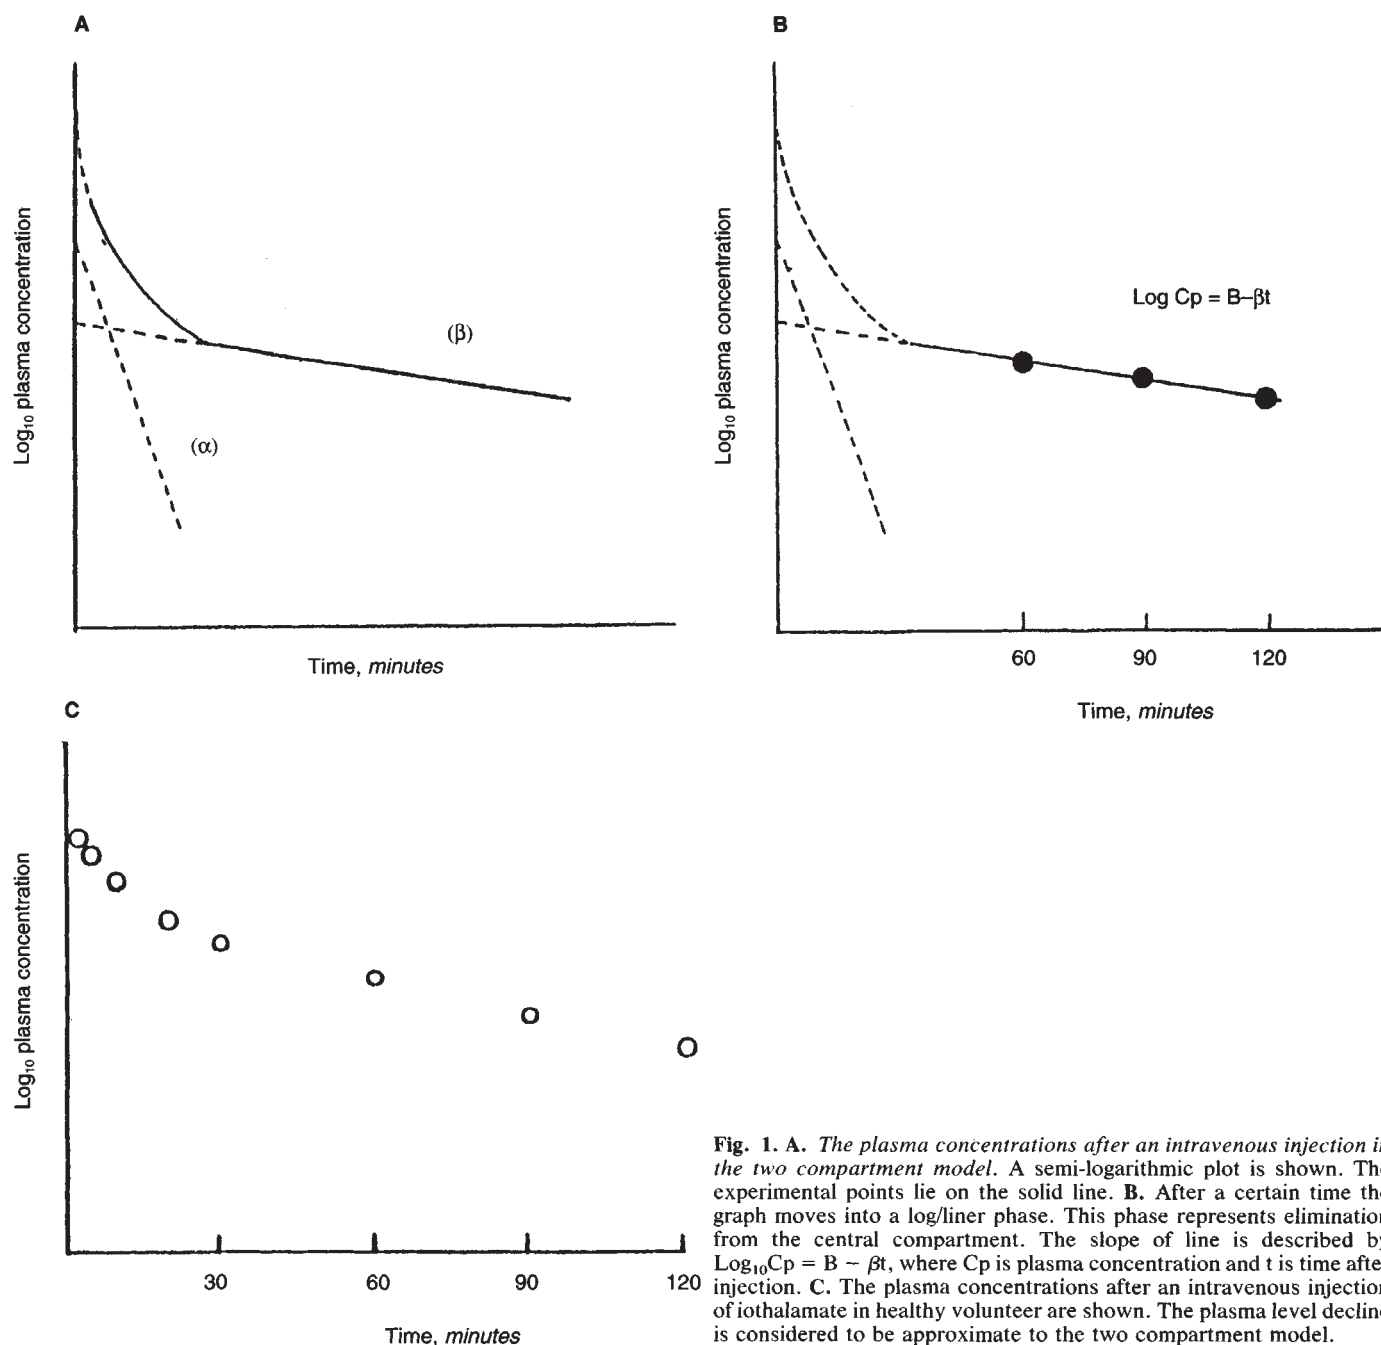 A
Log₁₀ plasma concentration
(β)
(α)
Time, minutes
B
Log₁₀ plasma concentration
Log Cp = B–βt
60 90 120
Time, minutes
C
Log₁₀ plasma concentration
30 60 90 120
Time, minutes
Fig. 1. A. The plasma concentrations after an intravenous injection
the two compartment model. A semi-logarithmic plot is shown.
experimental points lie on the solid line. B. After a certain time
graph moves into a log/liner phase. This phase represents
from the central compartment. The slope of line is described
Log₁₀Cp = B – βt, where Cp is plasma concentration and t is time
injection. C. The plasma concentrations after an intravenous
of iothalamate in healthy volunteer are shown. The plasma level
is considered to be approximate to the two compartment model.